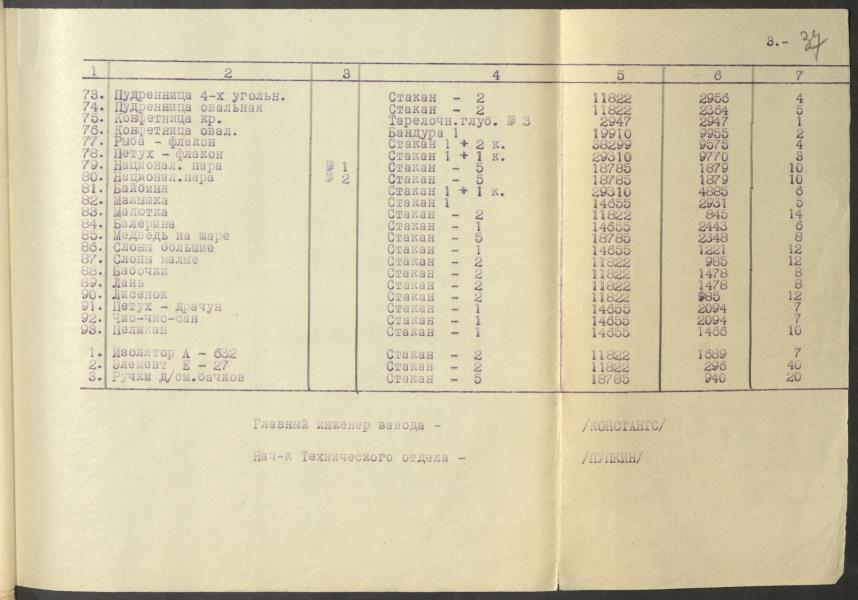 3.- 37
1 2 3 4 5 6 7
73. Пудренница 4-х угольн. Стакан - 2 11822 2956 4
74. Пудренница овальная Стакан - 2 11822 2364 5
75. Конфетница кр. Тарелочн.глуб. № 3 2947 2947 1
76. Конфетница овал. Бандура 1 19910 9955 2
77. Рыба - флакон Стакан 1 + 2 к. 38299 9575 4
78. Петух - флакон Стакан 1 + 1 к. 29310 9770 3
79. Национал. пара № 1 Стакан - 5 18785 1879 10
80. Национал.пара № 2 Стакан - 5 18785 1879 10
81. Байбиня Стакан 1 + 1 к. 29310 4885 6
82. Малышка Стакан 1 14655 2931 5
83. Малютка Стакан - 2 11822 845 14
84. Балерина Стакан - 1 14655 2443 6
85. Медведь на шаре Стакан - 5 18785 2348 8
86. Слоны большие Стакан - 1 14655 1221 12
87. Слоны малые Стакан - 2 11822 985 12
88. Бабочки Стакан - 2 11822 1478 8
89. Лань Стакан - 2 11822 1478 8
90. Лисенок Стакан - 2 11822 985 12
91. Петух - драчун Стакан - 1 14655 2094 7
92. Чио-чио-сан Стакан - 1 14655 2094 7
93. Пеликан Стакан - 1 14655 1466 10
1. Изолятор А - 632 Стакан - 2 11822 1689 7
2. Элемент Е - 27 Стакан - 2 11822 296 40
3. Ручки д/см.бачков Стакан - 5 18785 940 20
Главный инженер завода - /КОНСТАНТС/
Нач-к Технического отдела - /ПУПКИН/